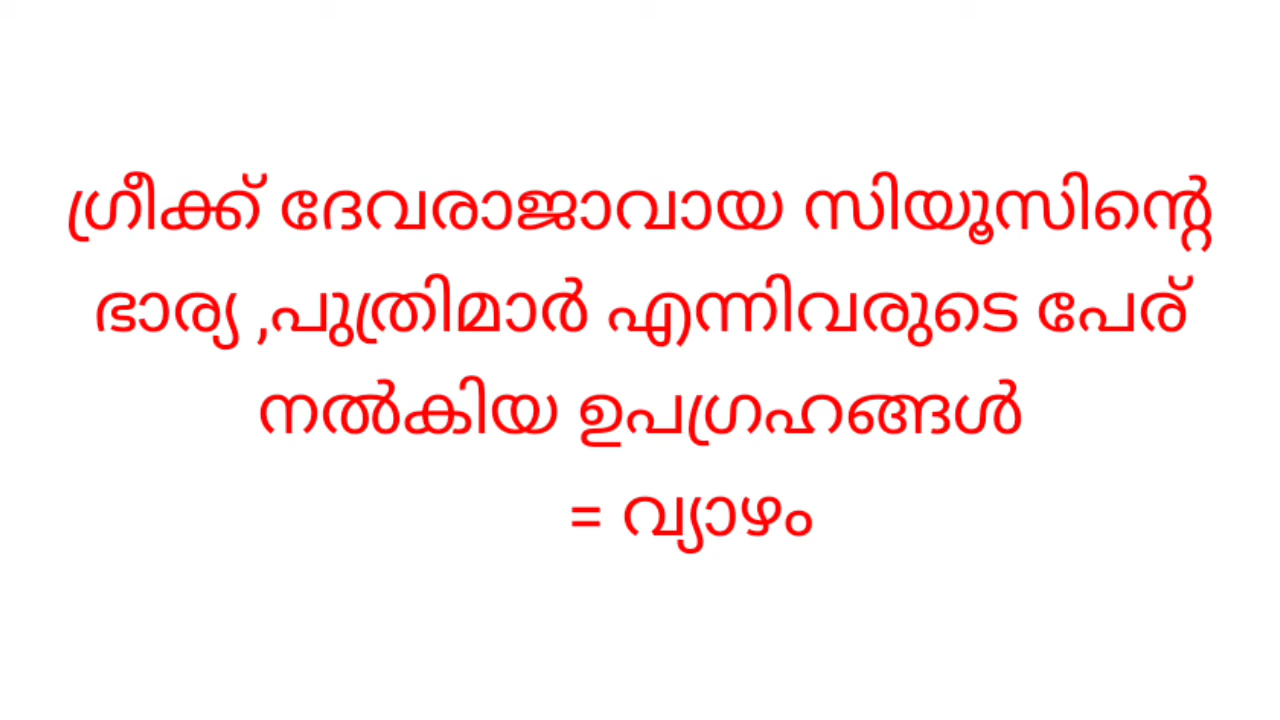 ഗ്രീക്ക് ദേവരാജാവായ സിയൂസിന്റെ
ഭാര്യ ,പുത്രിമാർ എന്നിവരുടെ പേര്
നൽകിയ ഉപഗ്രഹങ്ങൾ
= വ്യാഴം